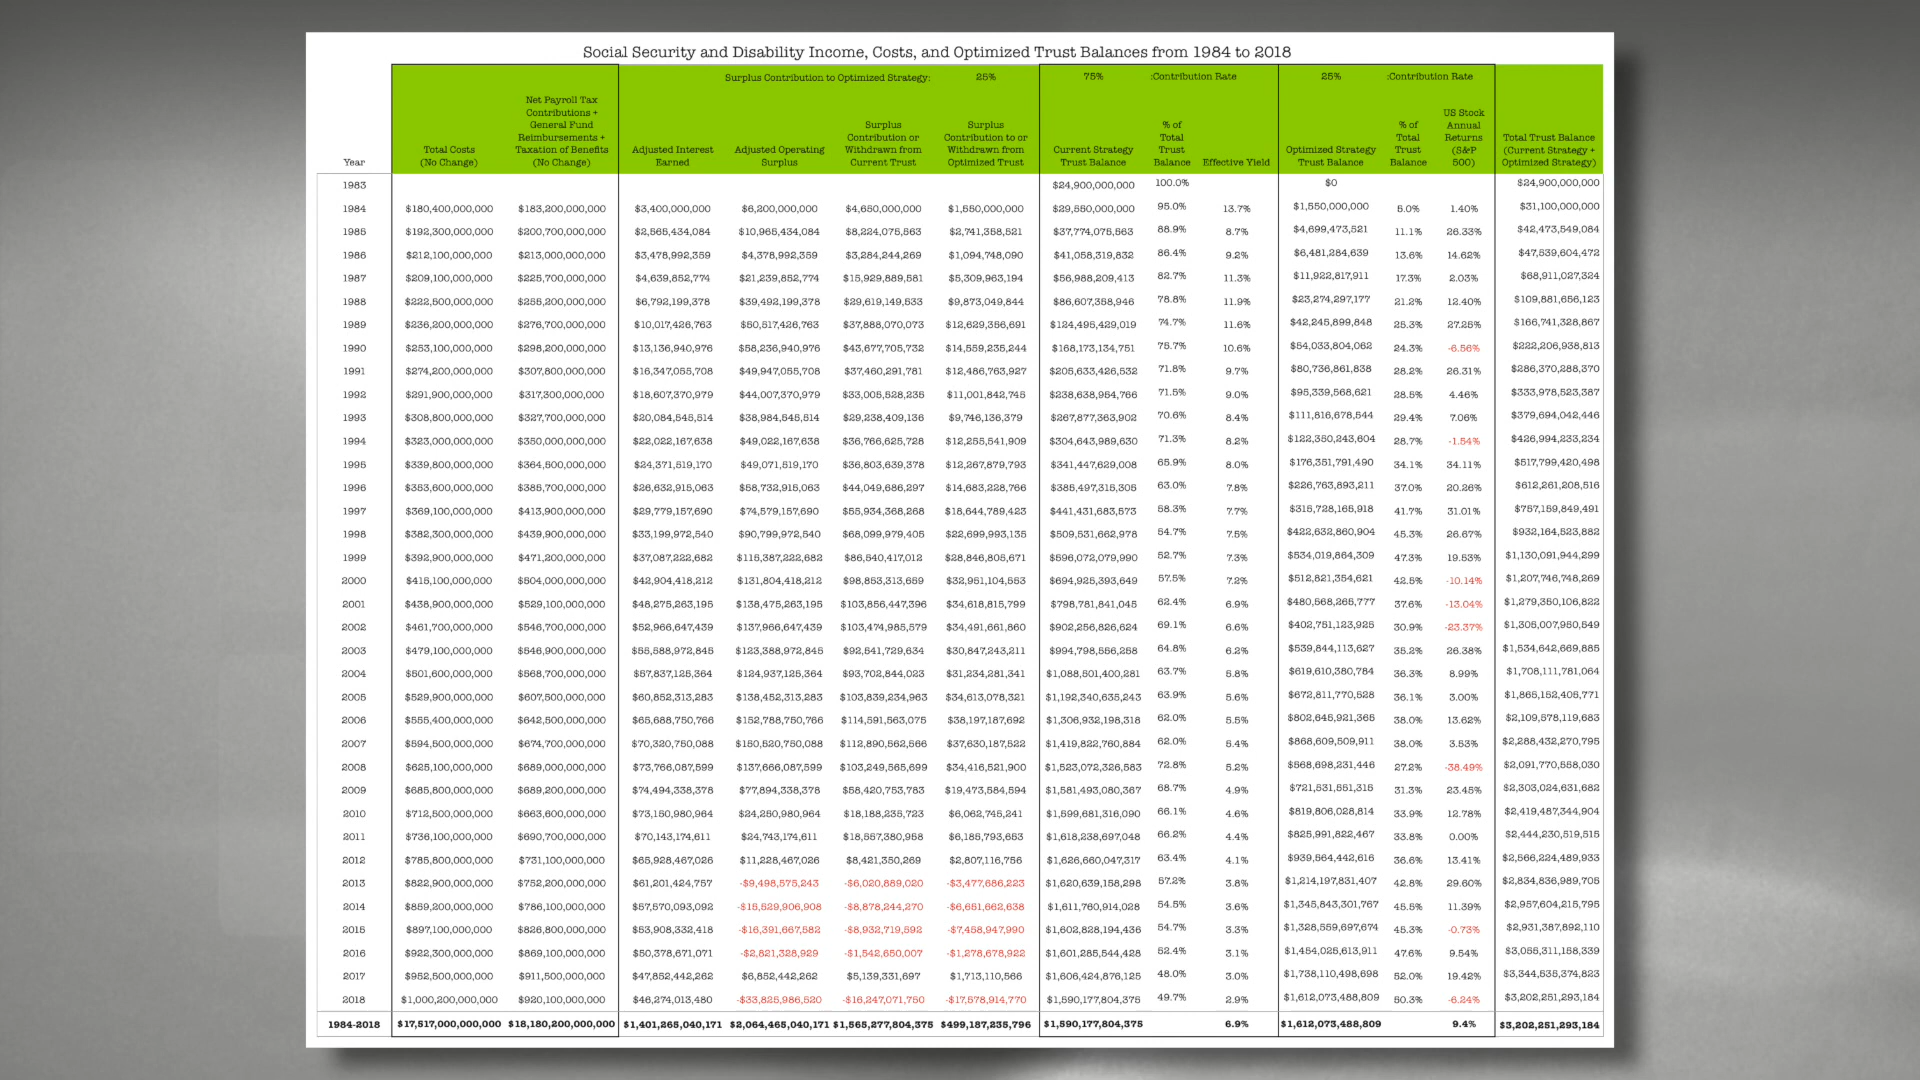 Social Security and Disability Income, Costs, and Optimized Trust Balances from 1984 to 2018
Surplus Contribution to Optimized Strategy: 25% 75% :Contribution Rate 25% :Contribution Rate
Year Total Costs (No Change) Net Payroll Tax Contributions + General Fund Reimbursements + Taxation of Benefits (No Change) Adjusted Interest Earned Adjusted Operating Surplus Surplus Contribution or Withdrawn from Current Trust Surplus Contribution to or Withdrawn from Optimized Trust Current Strategy Trust Balance % of Total Trust Balance Effective Yield Optimized Strategy Trust Balance % of Total Trust Balance US Stock Annual Returns (S&P 500) Total Trust Balance (Current Strategy + Optimized Strategy)
1983 $24,900,000,000 100.0% $0 $24,900,000,000
1984 $180,400,000,000 $183,200,000,000 $3,400,000,000 $6,200,000,000 $4,650,000,000 $1,550,000,000 $29,550,000,000 95.0% 13.7% $1,550,000,000 5.0% 1.40% $31,100,000,000
1985 $192,300,000,000 $200,700,000,000 $2,565,434,084 $10,965,434,084 $8,224,075,563 $2,741,358,521 $37,774,075,563 88.9% 8.7% $4,699,473,521 11.1% 26.33% $42,473,549,084
1986 $212,100,000,000 $213,000,000,000 $3,478,992,359 $4,378,992,359 $3,284,244,269 $1,094,748,090 $41,058,319,832 86.4% 9.2% $6,481,284,639 13.6% 14.62% $47,539,604,472
1987 $209,100,000,000 $225,700,000,000 $4,639,852,774 $21,239,852,774 $15,929,889,581 $5,309,963,194 $56,988,209,413 82.7% 11.3% $11,922,817,911 17.3% 2.03% $68,911,027,324
1988 $222,500,000,000 $255,200,000,000 $6,792,199,378 $39,492,199,378 $29,619,149,533 $9,873,049,844 $86,607,358,946 78.8% 11.9% $23,274,297,177 21.2% 12.40% $109,881,656,123
1989 $236,200,000,000 $276,700,000,000 $10,017,426,763 $50,517,426,763 $37,888,070,073 $12,629,356,691 $124,495,429,019 74.7% 11.6% $42,245,899,848 25.3% 27.25% $166,741,328,867
1990 $253,100,000,000 $298,200,000,000 $13,136,940,976 $58,236,940,976 $43,677,705,732 $14,559,235,244 $168,173,134,751 75.7% 10.6% $54,033,804,062 24.3% -6.56% $222,206,938,813
1991 $274,200,000,000 $307,800,000,000 $16,347,055,708 $49,947,055,708 $37,460,291,781 $12,486,763,927 $205,633,426,532 71.8% 9.7% $80,736,861,838 28.2% 26.31% $286,370,288,370
1992 $291,900,000,000 $317,300,000,000 $18,607,370,979 $44,007,370,979 $33,005,528,235 $11,001,842,745 $238,638,954,766 71.5% 9.0% $95,339,568,621 28.5% 4.46% $333,978,523,387
1993 $308,800,000,000 $327,700,000,000 $20,084,545,514 $38,984,545,514 $29,238,409,136 $9,746,136,379 $267,877,363,902 70.6% 8.4% $111,816,678,544 29.4% 7.06% $379,694,042,446
1994 $323,000,000,000 $350,000,000,000 $22,022,167,638 $49,022,167,638 $36,766,625,728 $12,255,541,909 $304,643,989,630 71.3% 8.2% $122,350,243,604 28.7% -1.54% $426,994,233,234
1995 $339,800,000,000 $364,500,000,000 $24,371,519,170 $49,071,519,170 $36,803,639,378 $12,267,879,793 $341,447,629,008 65.9% 8.0% $176,351,791,490 34.1% 34.11% $517,799,420,498
1996 $353,600,000,000 $385,700,000,000 $26,632,915,063 $58,732,915,063 $44,049,686,297 $14,683,228,766 $385,497,315,305 63.0% 7.8% $226,763,893,211 37.0% 20.26% $612,261,208,516
1997 $369,100,000,000 $413,900,000,000 $29,779,157,690 $74,579,157,690 $55,934,368,268 $18,644,789,423 $441,431,683,573 58.3% 7.7% $315,728,165,918 41.7% 31.01% $757,159,849,491
1998 $382,300,000,000 $439,900,000,000 $33,199,972,540 $90,799,972,540 $68,099,979,405 $22,699,993,135 $509,531,662,978 54.7% 7.5% $422,632,860,904 45.3% 26.67% $932,164,523,882
1999 $392,900,000,000 $471,200,000,000 $37,087,222,682 $115,387,222,682 $86,540,417,012 $28,846,805,671 $596,072,079,990 52.7% 7.3% $534,019,864,309 47.3% 19.53% $1,130,091,944,299
2000 $415,100,000,000 $504,000,000,000 $42,904,418,212 $131,804,418,212 $98,853,313,659 $32,951,104,553 $694,925,393,649 57.5% 7.2% $512,821,354,621 42.5% -10.14% $1,207,746,748,269
2001 $438,900,000,000 $529,100,000,000 $48,275,263,195 $138,475,263,195 $103,856,447,396 $34,618,815,799 $798,781,841,045 62.4% 6.9% $480,568,265,777 37.6% -13.04% $1,279,350,106,822
2002 $461,700,000,000 $546,700,000,000 $52,966,647,439 $137,966,647,439 $103,474,985,579 $34,491,661,860 $902,256,826,624 69.1% 6.6% $402,751,123,925 30.9% -23.37% $1,305,007,950,549
2003 $479,100,000,000 $546,900,000,000 $55,588,972,845 $123,388,972,845 $92,541,729,634 $30,847,243,211 $994,798,556,258 64.8% 6.2% $539,844,113,627 35.2% 26.38% $1,534,642,669,885
2004 $501,600,000,000 $568,700,000,000 $57,837,125,364 $124,937,125,364 $93,702,844,023 $31,234,281,341 $1,088,501,400,281 63.7% 5.8% $619,610,380,784 36.3% 8.99% $1,708,111,781,064
2005 $529,900,000,000 $607,500,000,000 $60,852,313,283 $138,452,313,283 $103,839,234,963 $34,613,078,321 $1,192,340,635,243 63.9% 5.6% $672,811,770,528 36.1% 3.00% $1,865,152,405,771
2006 $555,400,000,000 $642,500,000,000 $65,688,750,766 $152,788,750,766 $114,591,563,075 $38,197,187,692 $1,306,932,198,318 62.0% 5.5% $802,645,921,365 38.0% 13.62% $2,109,578,119,683
2007 $594,500,000,000 $674,700,000,000 $70,320,750,088 $150,520,750,088 $112,890,562,566 $37,630,187,522 $1,419,822,760,884 62.0% 5.4% $868,609,509,911 38.0% 3.53% $2,288,432,270,795
2008 $625,100,000,000 $689,000,000,000 $73,766,087,599 $137,666,087,599 $103,249,565,699 $34,416,521,900 $1,523,072,326,583 72.8% 5.2% $568,698,231,446 27.2% -38.49% $2,091,770,558,030
2009 $685,800,000,000 $689,200,000,000 $74,494,338,378 $77,894,338,378 $58,420,753,783 $19,473,584,594 $1,581,493,080,367 68.7% 4.9% $721,531,551,315 31.3% 23.45% $2,303,024,631,682
2010 $712,500,000,000 $663,600,000,000 $73,150,980,964 $24,250,980,964 $18,188,235,723 $6,062,745,241 $1,599,681,316,090 66.1% 4.6% $819,806,028,814 33.9% 12.78% $2,419,487,344,904
2011 $736,100,000,000 $690,700,000,000 $70,143,174,611 $24,743,174,611 $18,557,380,958 $6,185,793,653 $1,618,238,697,048 66.2% 4.4% $825,991,822,467 33.8% 0.00% $2,444,230,519,515
2012 $785,800,000,000 $731,100,000,000 $65,928,467,026 $11,228,467,026 $8,421,350,269 $2,807,116,756 $1,626,660,047,317 63.4% 4.1% $939,564,442,616 36.6% 13.41% $2,566,224,489,933
2013 $822,900,000,000 $752,200,000,000 $61,201,424,757 -$9,498,575,243 -$6,020,889,020 -$3,477,686,223 $1,620,639,158,298 57.2% 3.8% $1,214,197,831,407 42.8% 29.60% $2,834,836,989,705
2014 $859,200,000,000 $786,100,000,000 $57,570,093,092 -$15,529,906,908 -$8,878,244,270 -$6,651,662,638 $1,611,760,914,028 54.5% 3.6% $1,345,843,301,767 45.5% 11.39% $2,957,604,215,795
2015 $897,100,000,000 $826,800,000,000 $53,908,332,418 -$16,391,667,582 -$8,932,719,592 -$7,458,947,990 $1,602,828,194,436 54.7% 3.3% $1,328,559,697,674 45.3% -0.73% $2,931,387,892,110
2016 $922,300,000,000 $869,100,000,000 $50,378,671,071 -$2,821,328,929 -$1,542,650,007 -$1,278,678,922 $1,601,285,544,428 52.4% 3.1% $1,454,025,613,911 47.6% 9.54% $3,055,311,158,339
2017 $952,500,000,000 $911,500,000,000 $47,852,442,262 $6,852,442,262 $5,139,331,697 $1,713,110,566 $1,606,424,876,125 48.0% 3.0% $1,738,110,498,698 52.0% 19.42% $3,344,535,374,823
2018 $1,000,200,000,000 $920,100,000,000 $46,274,013,480 -$33,825,986,520 -$16,247,071,750 -$17,578,914,770 $1,590,177,804,375 49.7% 2.9% $1,612,073,488,809 50.3% -6.24% $3,202,251,293,184
1984-2018 $17,517,000,000,000 $18,180,200,000,000 $1,401,265,040,171 $2,064,465,040,171 $1,565,277,804,375 $499,187,235,796 $1,590,177,804,375 6.9% $1,612,073,488,809 9.4% $3,202,251,293,184